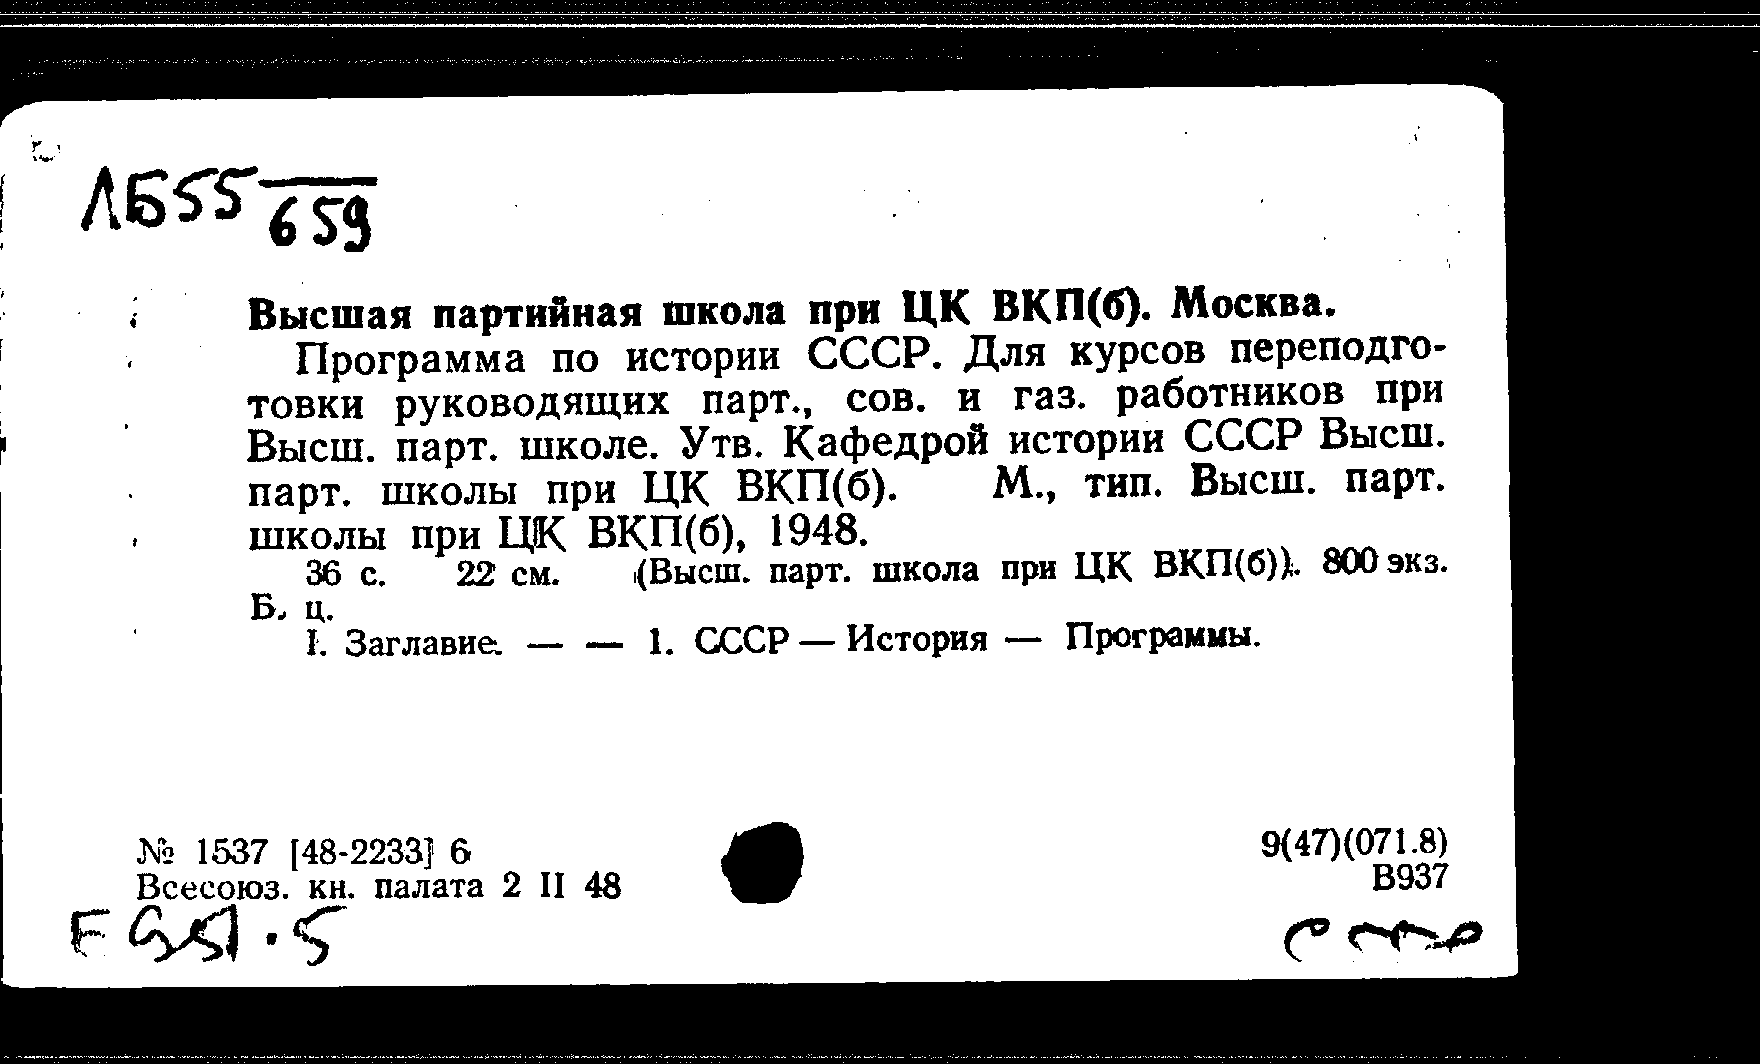 ЛБ55
659
Высшая партийная школа при ЦК ВКП(б). Москва.
Программа по истории СССР. Для курсов переподго-
товки руководящих парт., сов. и газ. работников при
Высш. парт. школе. Утв. Кафедрой истории СССР Высш.
парт. школы при ЦК ВКП(б). М., тип. Высш. парт.
школы при ЦК ВКП(б), 1948.
36 с. 22 см. (Высш. парт. школа при ЦК ВКП(б)). 800 экз.
Б. ц.
I. Заглавие. — — 1. СССР — История — Программы.
№ 1537 [48-2233] 6
9(47)(071.8)
Всесоюз. кн. палата 2 II 48
В937